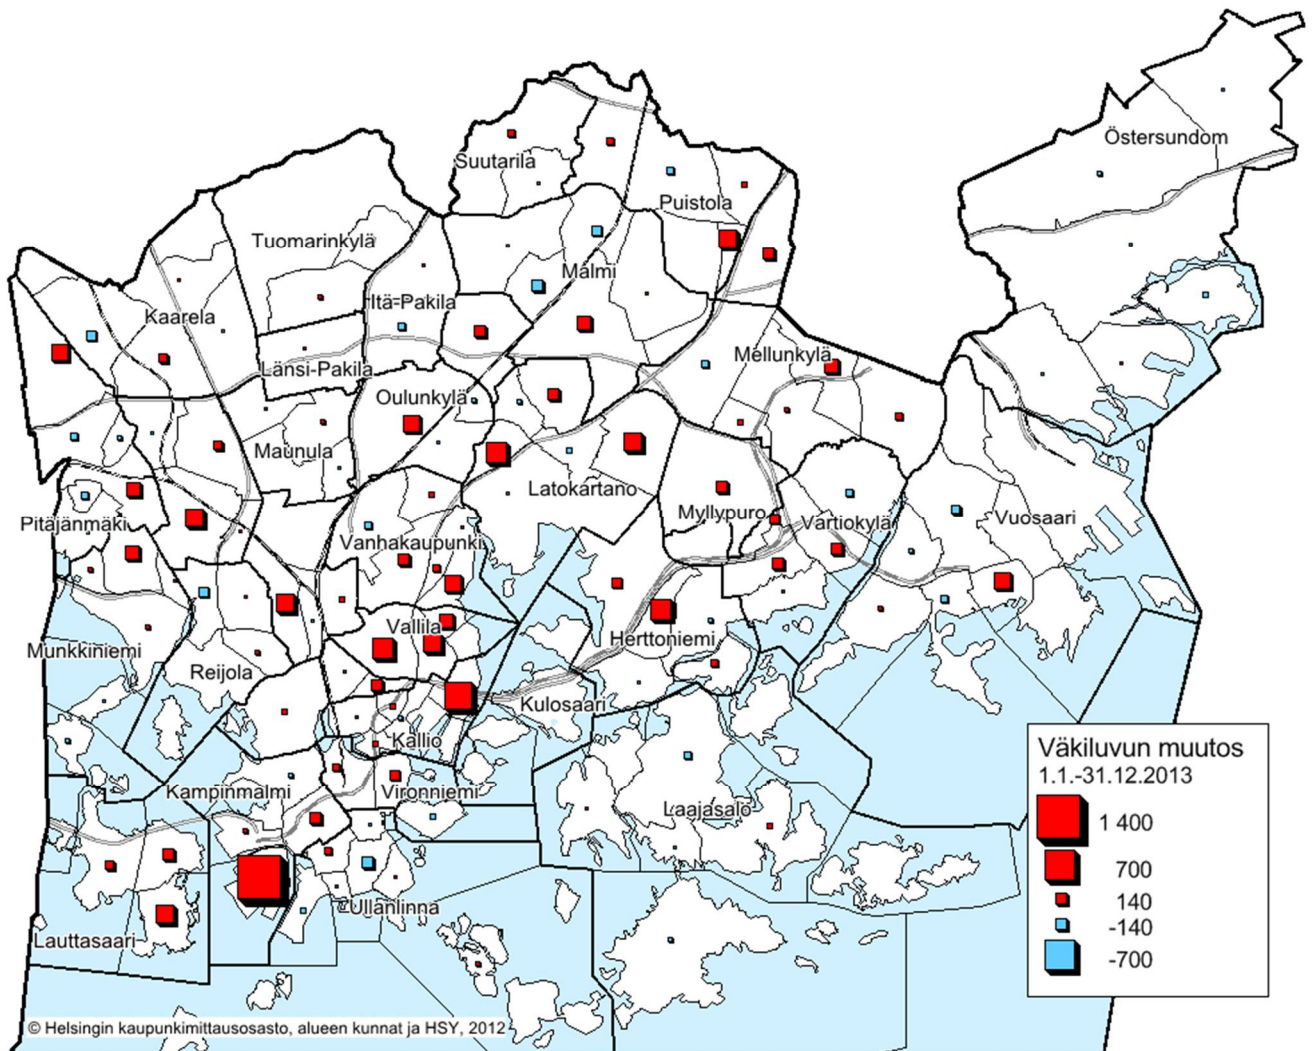 Östersundom
Suutarila
Puistola
Tuomarinkylä
Malmi
Itä-Pakila
Kaarela
Mellunkylä
Länsi-Pakila
Oulunkylä
Maunula
Latokartano
Myllypuro
Vartiokylä
Vuosaari
Pitäjänmäki
Vanhakaupunki
Vallila
Herttoniemi
Munkkiniemi
Reijola
Kulosaari
Kallio
Kampinmalmi
Vironniemi
Laajasalo
Ullanlinna
Lauttasaari
Väkiluvun muutos
1.1.-31.12.2013
1 400
700
140
-140
-700
© Helsingin kaupunkimittausosasto, alueen kunnat ja HSY, 2012